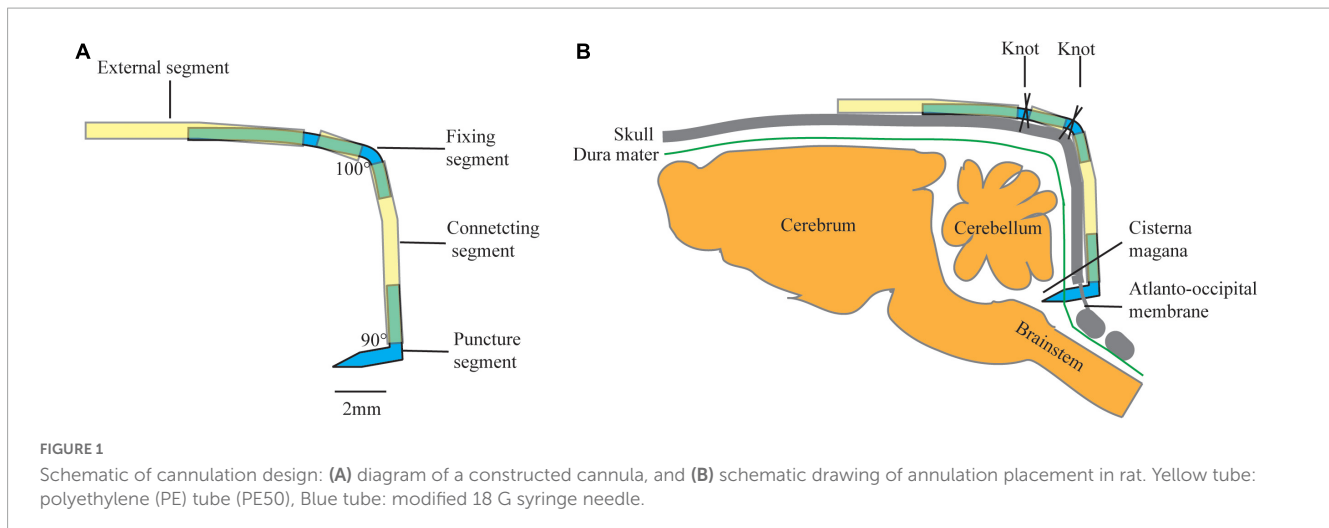 A
External segment
Fixing
segment
100°
Connetcting
segment
90°
Puncture
segment
2mm
B
Knot
Knot
Skull
Dura mater
Cerebrum
Cerebellum
Cisterna
magana
Atlanto-occipital
membrane
Brainstem
FIGURE 1
Schematic of cannulation design: (A) diagram of a constructed cannula, and (B) schematic drawing of annulation placement in rat. Yellow tube:
polyethylene (PE) tube (PE50), Blue tube: modified 18 G syringe needle.